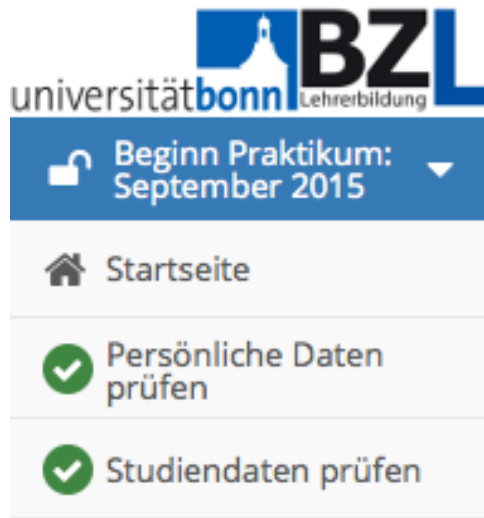 BZL
universitätbonn Lehrerbildung
Beginn Praktikum:
September 2015
Startseite
Persönliche Daten
prüfen
Studiendaten prüfen